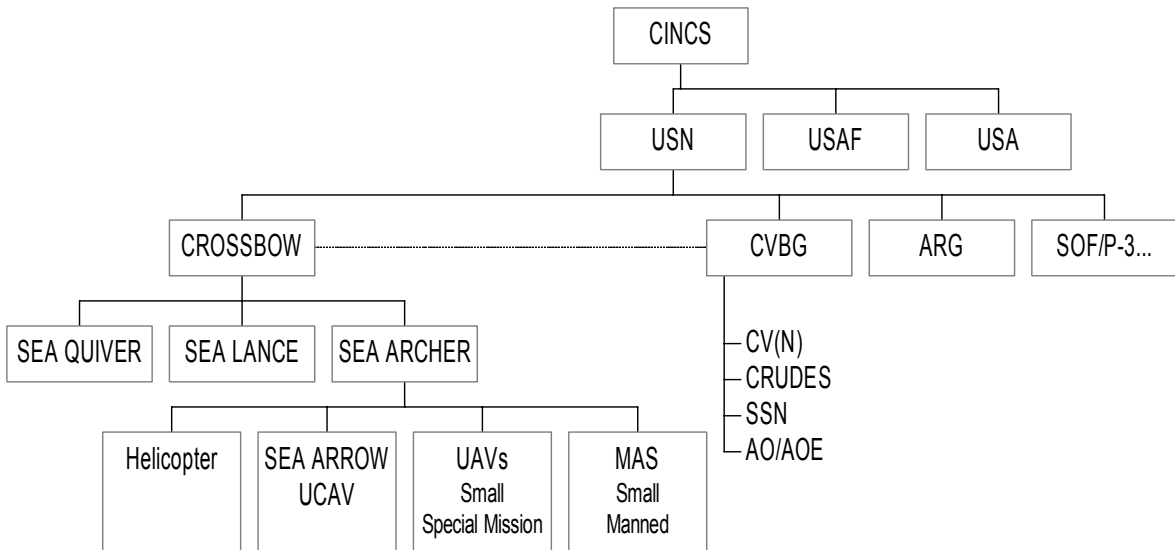 CINCS
USN
USAF
USA
CROSSBOW
CVBG
ARG
SOF/P-3...
SEA QUIVER
SEA LANCE
SEA ARCHER
CV(N)
CRUDES
SSN
AO/AOE
Helicopter
SEA ARROW
UCAV
UAVs
Small
Special Mission
MAS
Small
Manned